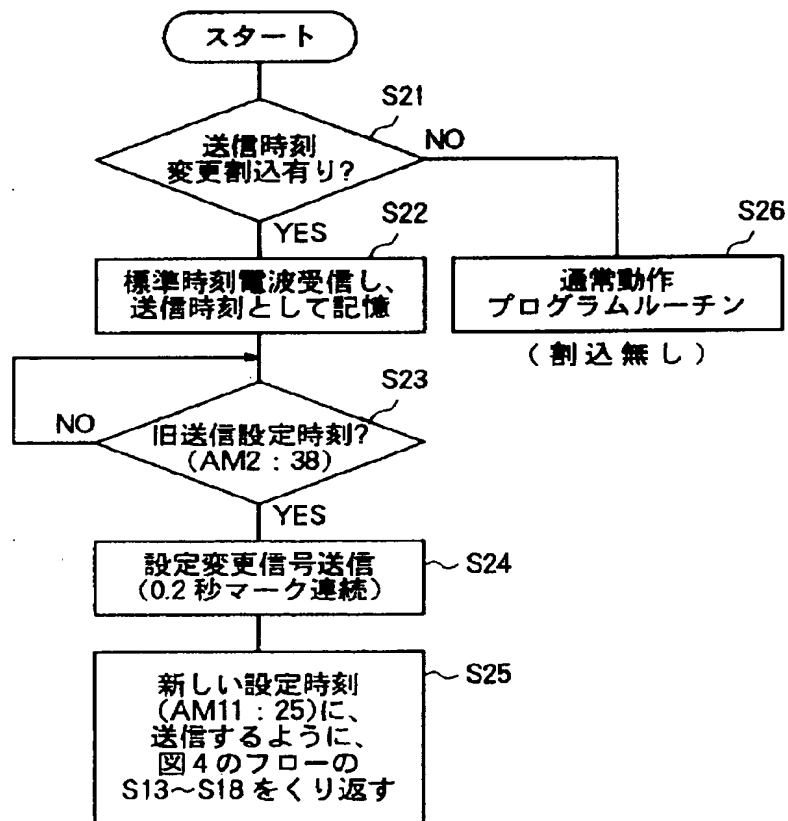 スタート
S21
送信時刻
変更割込有り?
NO
YES
S22
標準時刻電波受信し、
送信時刻として記憶
S26
通常動作
プログラムルーチン
(割込無し)
S23
旧送信設定時刻?
(AM2:38)
NO
YES
設定変更信号送信
(0.2秒マーク連続)
S24
新しい設定時刻
(AM11:25)に、
送信するように、
図4のフローの
S13~S18をくり返す
S25